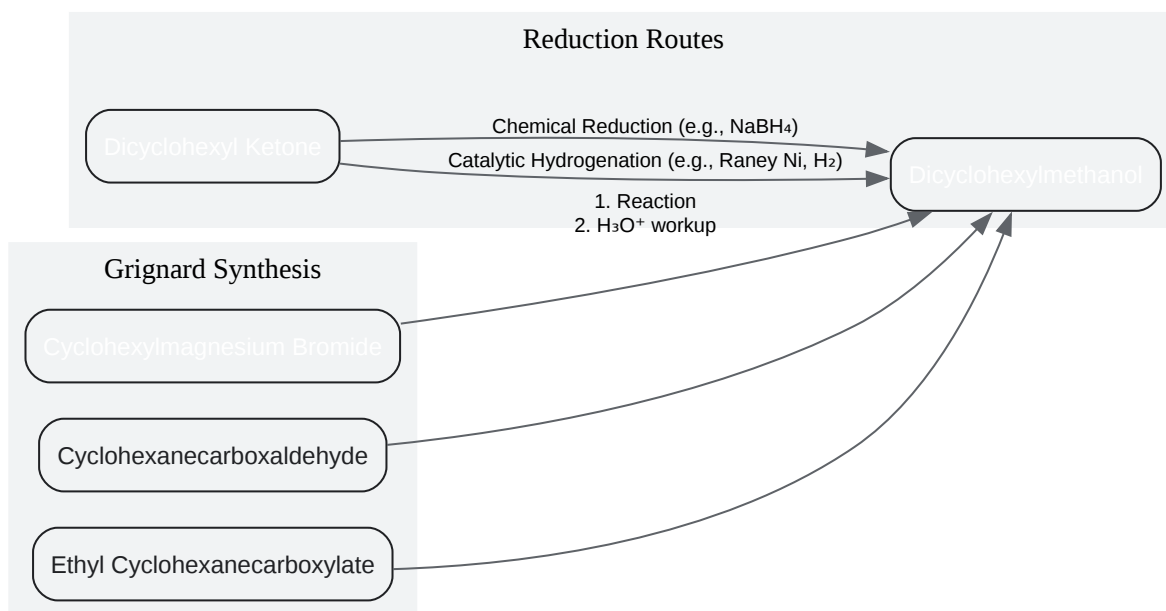 Reduction Routes
Dicyclohexyl Ketone
Chemical Reduction (e.g., NaBH₄)
Catalytic Hydrogenation (e.g., Raney Ni, H₂)
Dicyclohexylmethanol
1. Reaction
2. H₃O⁺ workup
Grignard Synthesis
Cyclohexylmagnesium Bromide
Cyclohexanecarboxaldehyde
Ethyl Cyclohexanecarboxylate